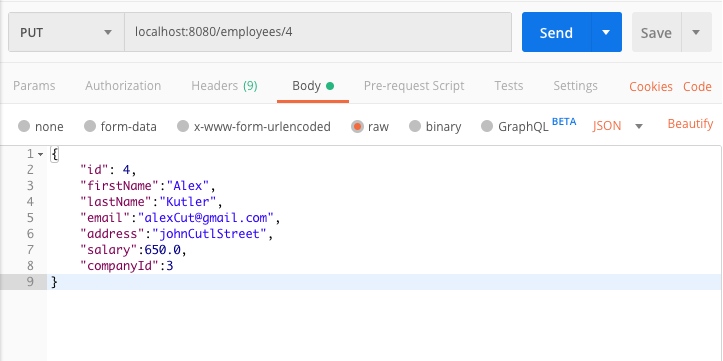 PUT localhost:8080/employees/4 Send Save
Params Authorization Headers (9) Body Pre-request Script Tests Settings Cookies Code
none form-data x-www-form-urlencoded raw binary GraphQL BETA JSON Beautify
1 {
2 "id": 4,
3 "firstName":"Alex",
4 "lastName":"Kutler",
5 "email":"alexCut@gmail.com",
6 "address":"johnCutlStreet",
7 "salary":650.0,
8 "companyId":3
9 }